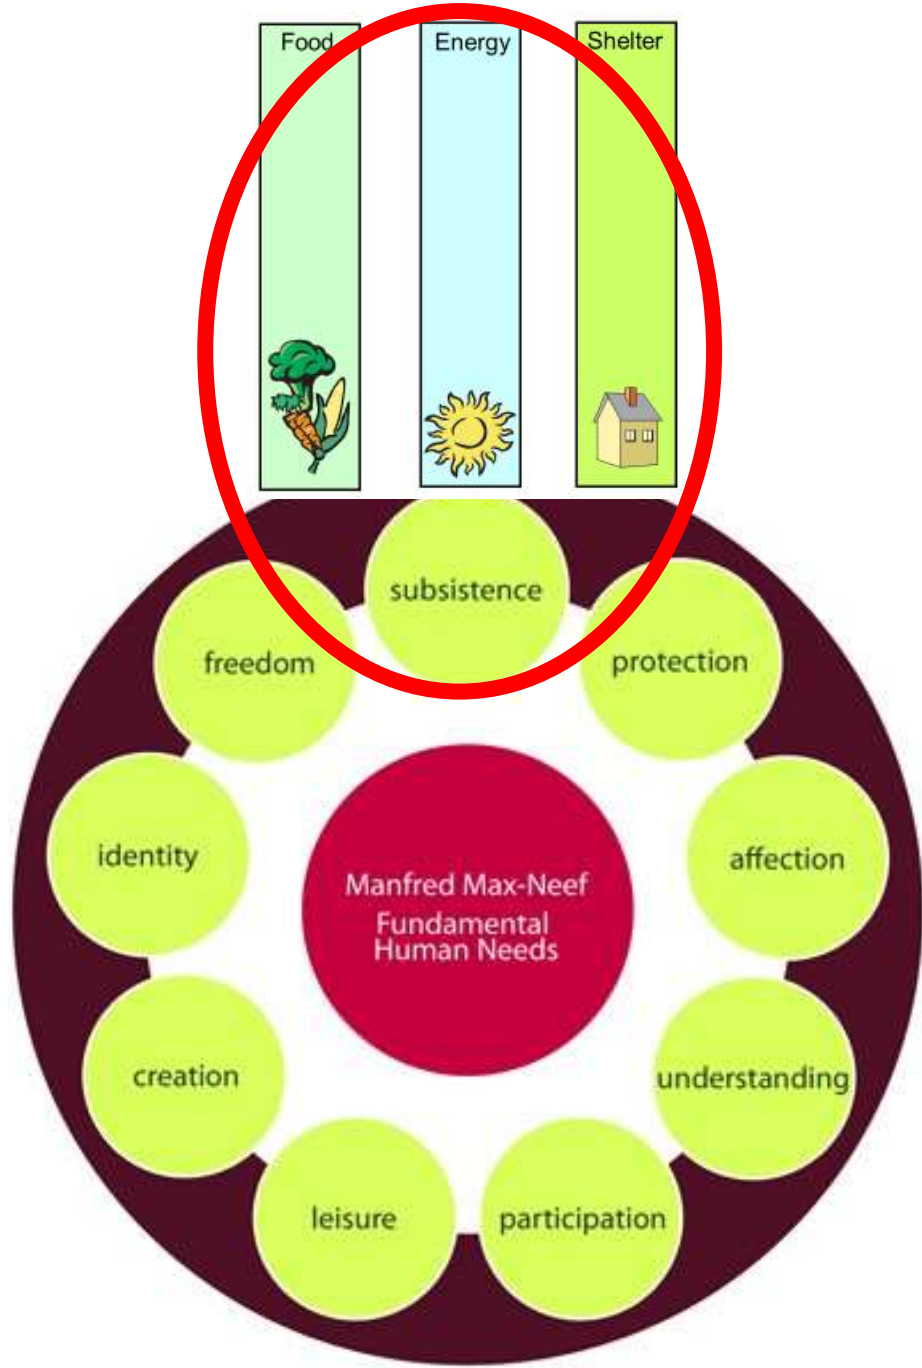 Food
Energy
Shelter
subsistence
freedom
protection
identity
affection
Manfred Max-Neef
Fundamental
Human Needs
creation
understanding
leisure
participation